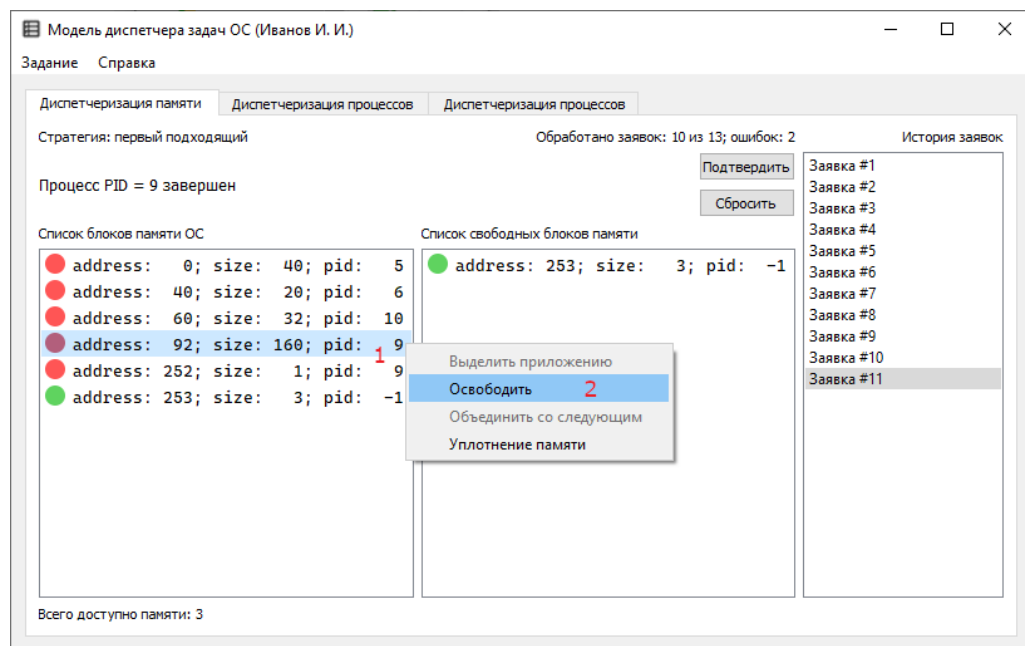 Модель диспетчера задач ОС (Иванов И. И.)
Задание Справка
Диспетчеризация памяти Диспетчеризация процессов Диспетчеризация процессов
Стратегия: первый подходящий Обработано заявок: 10 из 13; ошибок: 2 История заявок
Процесс PID = 9 завершен
Подтвердить
Сбросить
Список блоков памяти ОС
address: 0; size: 40; pid: 5
address: 40; size: 20; pid: 6
address: 60; size: 32; pid: 10
address: 92; size: 160; pid: 9
address: 252; size: 1; pid: 9
address: 253; size: 3; pid: -1
1
Выделить приложению
Освободить 2
Объединить со следующим
Уплотнение памяти
Список свободных блоков памяти
address: 253; size: 3; pid: -1
Заявка #1
Заявка #2
Заявка #3
Заявка #4
Заявка #5
Заявка #6
Заявка #7
Заявка #8
Заявка #9
Заявка #10
Заявка #11
Всего доступно памяти: 3